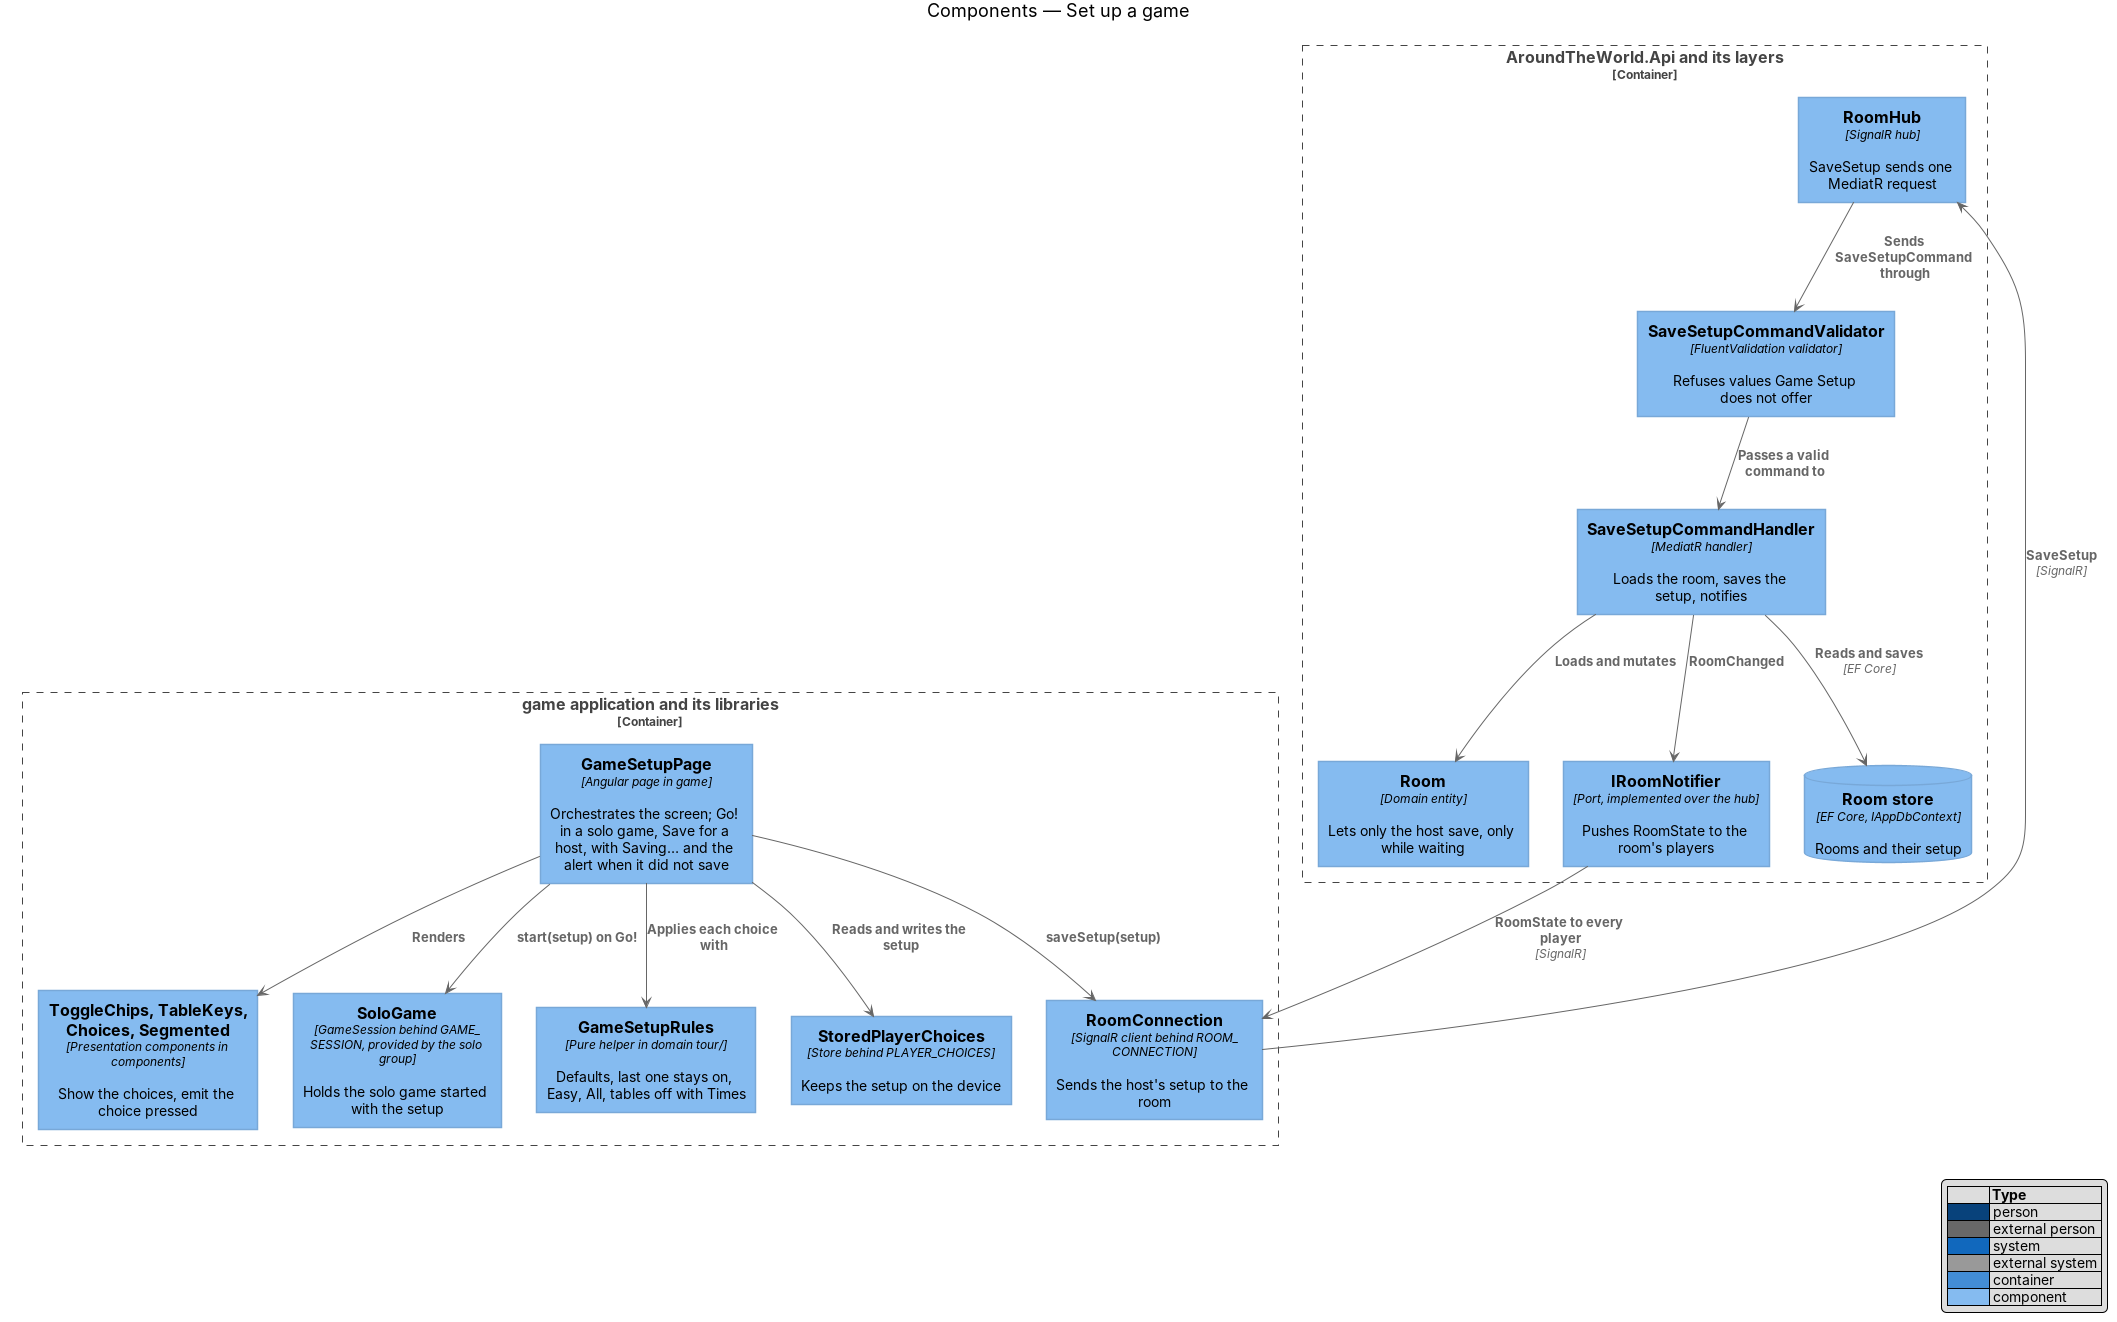 Components — Set up a game
AroundTheWorld.Api and its layers
[Container]
RoomHub
[SignalR hub]
SaveSetup sends one
MediatR request
Sends
SaveSetupCommand
through
SaveSetupCommandValidator
[FluentValidation validator]
Refuses values Game Setup
does not offer
Passes a valid
command to
SaveSetupCommandHandler
[MediatR handler]
Loads the room, saves the
setup, notifies
SaveSetup
[SignalR]
Loads and mutates
RoomChanged
Reads and saves
[EF Core]
Room
[Domain entity]
Lets only the host save, only
while waiting
IRoomNotifier
[Port, implemented over the hub]
Pushes RoomState to the
room's players
Room store
[EF Core, IAppDbContext]
Rooms and their setup
game application and its libraries
[Container]
GameSetupPage
[Angular page in game]
Orchestrates the screen; Go!
in a solo game, Save for a
host, with Saving... and the
alert when it did not save
Renders
start(setup) on Go!
Applies each choice
with
Reads and writes the
setup
saveSetup(setup)
RoomState to every
player
[SignalR]
ToggleChips, TableKeys,
Choices, Segmented
[Presentation components in
components]
Show the choices, emit the
choice pressed
SoloGame
[GameSession behind GAME_
SESSION, provided by the solo
group]
Holds the solo game started
with the setup
GameSetupRules
[Pure helper in domain tour/]
Defaults, last one stays on,
Easy, All, tables off with Times
StoredPlayerChoices
[Store behind PLAYER_CHOICES]
Keeps the setup on the device
RoomConnection
[SignalR client behind ROOM_
CONNECTION]
Sends the host's setup to the
room
Type
person
external person
system
external system
container
component